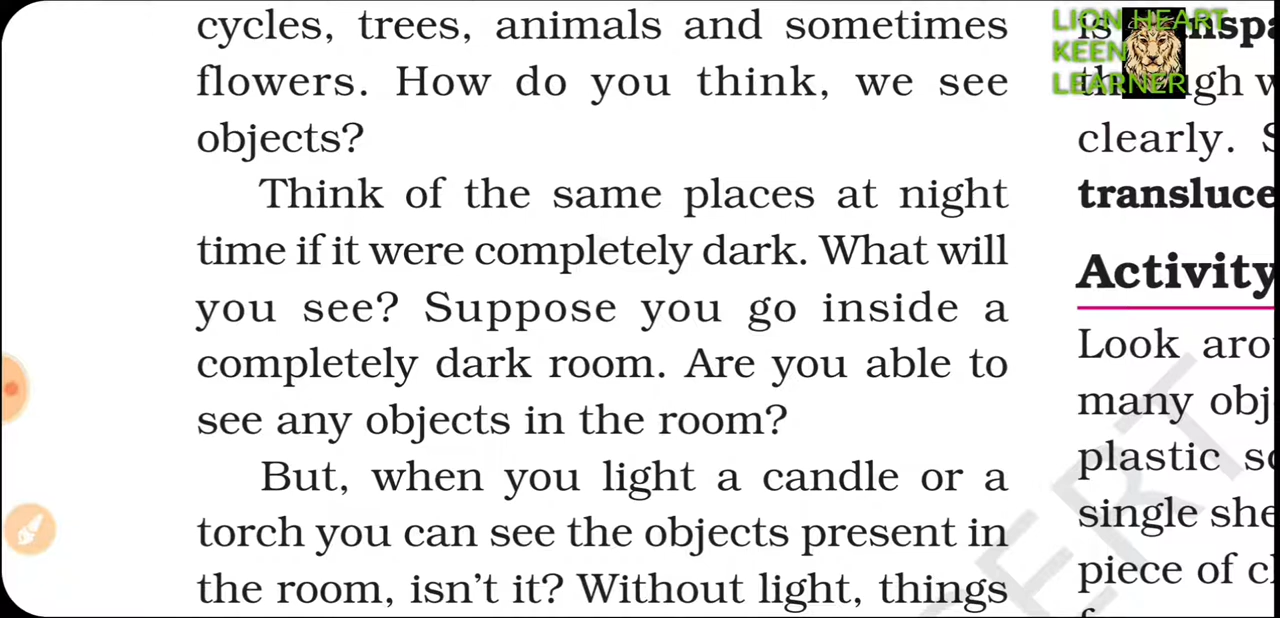 cycles, trees, animals and sometimes
flowers. How do you think, we see
objects?
Think of the same places at night
time if it were completely dark. What will
you see? Suppose you go inside a
completely dark room. Are you able to
see any objects in the room?
But, when you light a candle or a
torch you can see the objects present in
the room, isn't it? Without light, things
LION HEART
KEEN
LEARNER
is
clearly.
Activity
Look
many
plastic
single
piece of